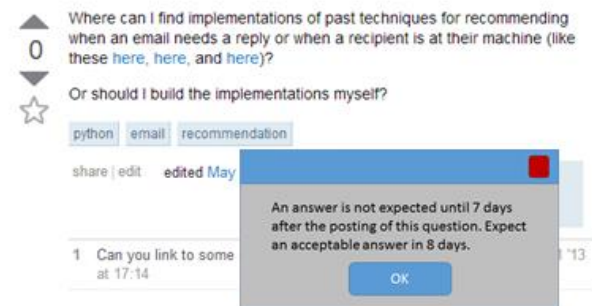 Where can I find implementations of past techniques for recommending
when an email needs a reply or when a recipient is at their machine (like
these here, here, and here)?
0
Or should I build the implementations myself?
python email recommendation
share | edit edited May
An answer is not expected until 7 days
after the posting of this question. Expect
an acceptable answer in 8 days.
OK
1 Can you link to some '13
at 17:14